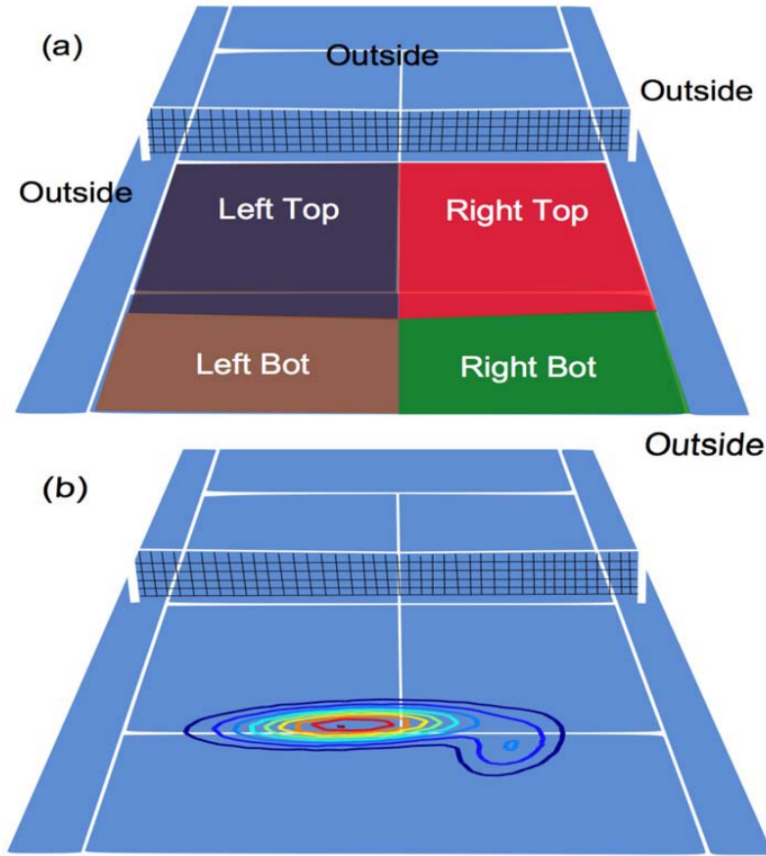 (a)
Outside
Outside
Outside
Left Top
Right Top
Left Bot
Right Bot
Outside
(b)